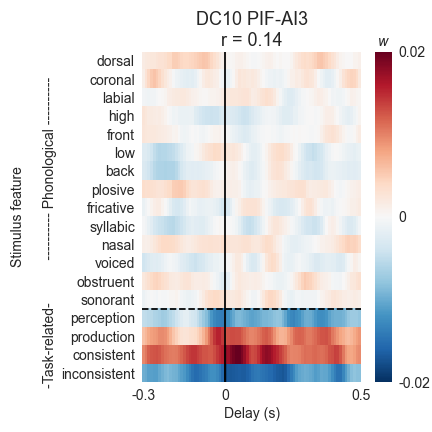 DC10 PIF-AI3
r = 0.14
w
dorsal
coronal
labial
high
front
low
back
plosive
fricative
syllabic
nasal
voiced
obstruent
sonorant
perception
production
consistent
inconsistent
Stimulus feature
---------- Phonological ----------
-Task-related-
0.02
0
-0.02
-0.3
0
0.5
Delay (s)